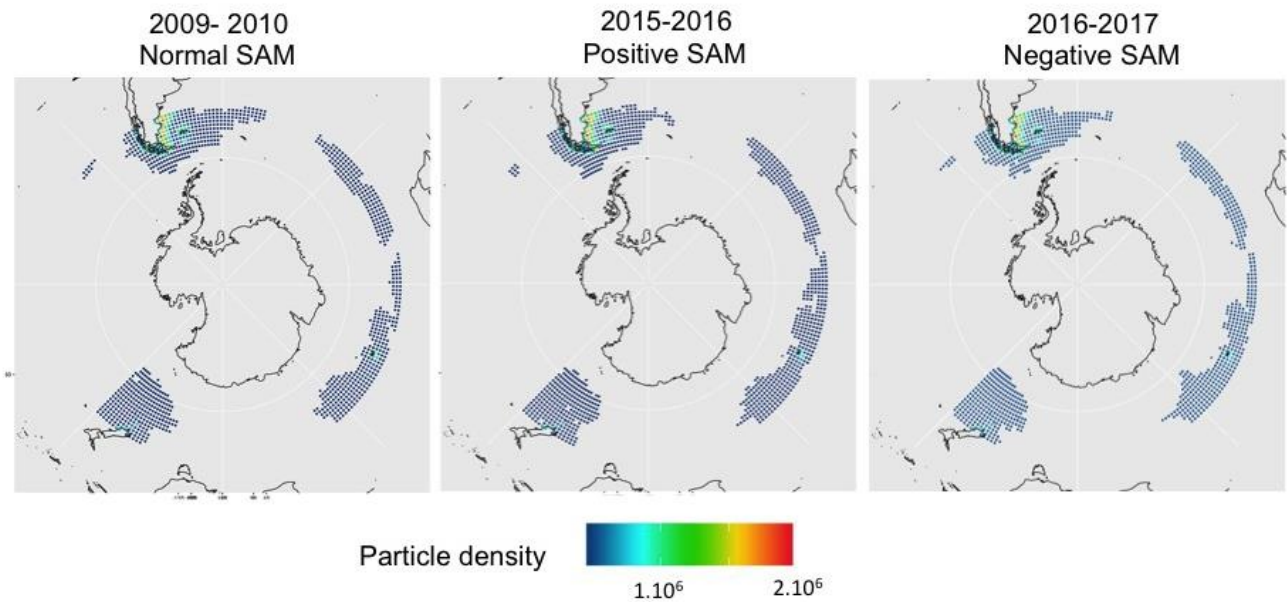 2009- 2010
Normal SAM
2015-2016
Positive SAM
2016-2017
Negative SAM
Particle density
1.10⁶
2.10⁶